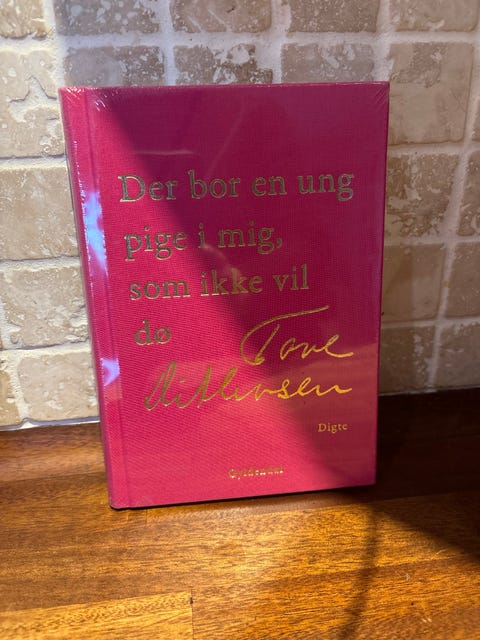 Der bor en ung
pige i mig,
som ikke vil
dø
Tove
Ditlevsen
Digte
Gyldendal